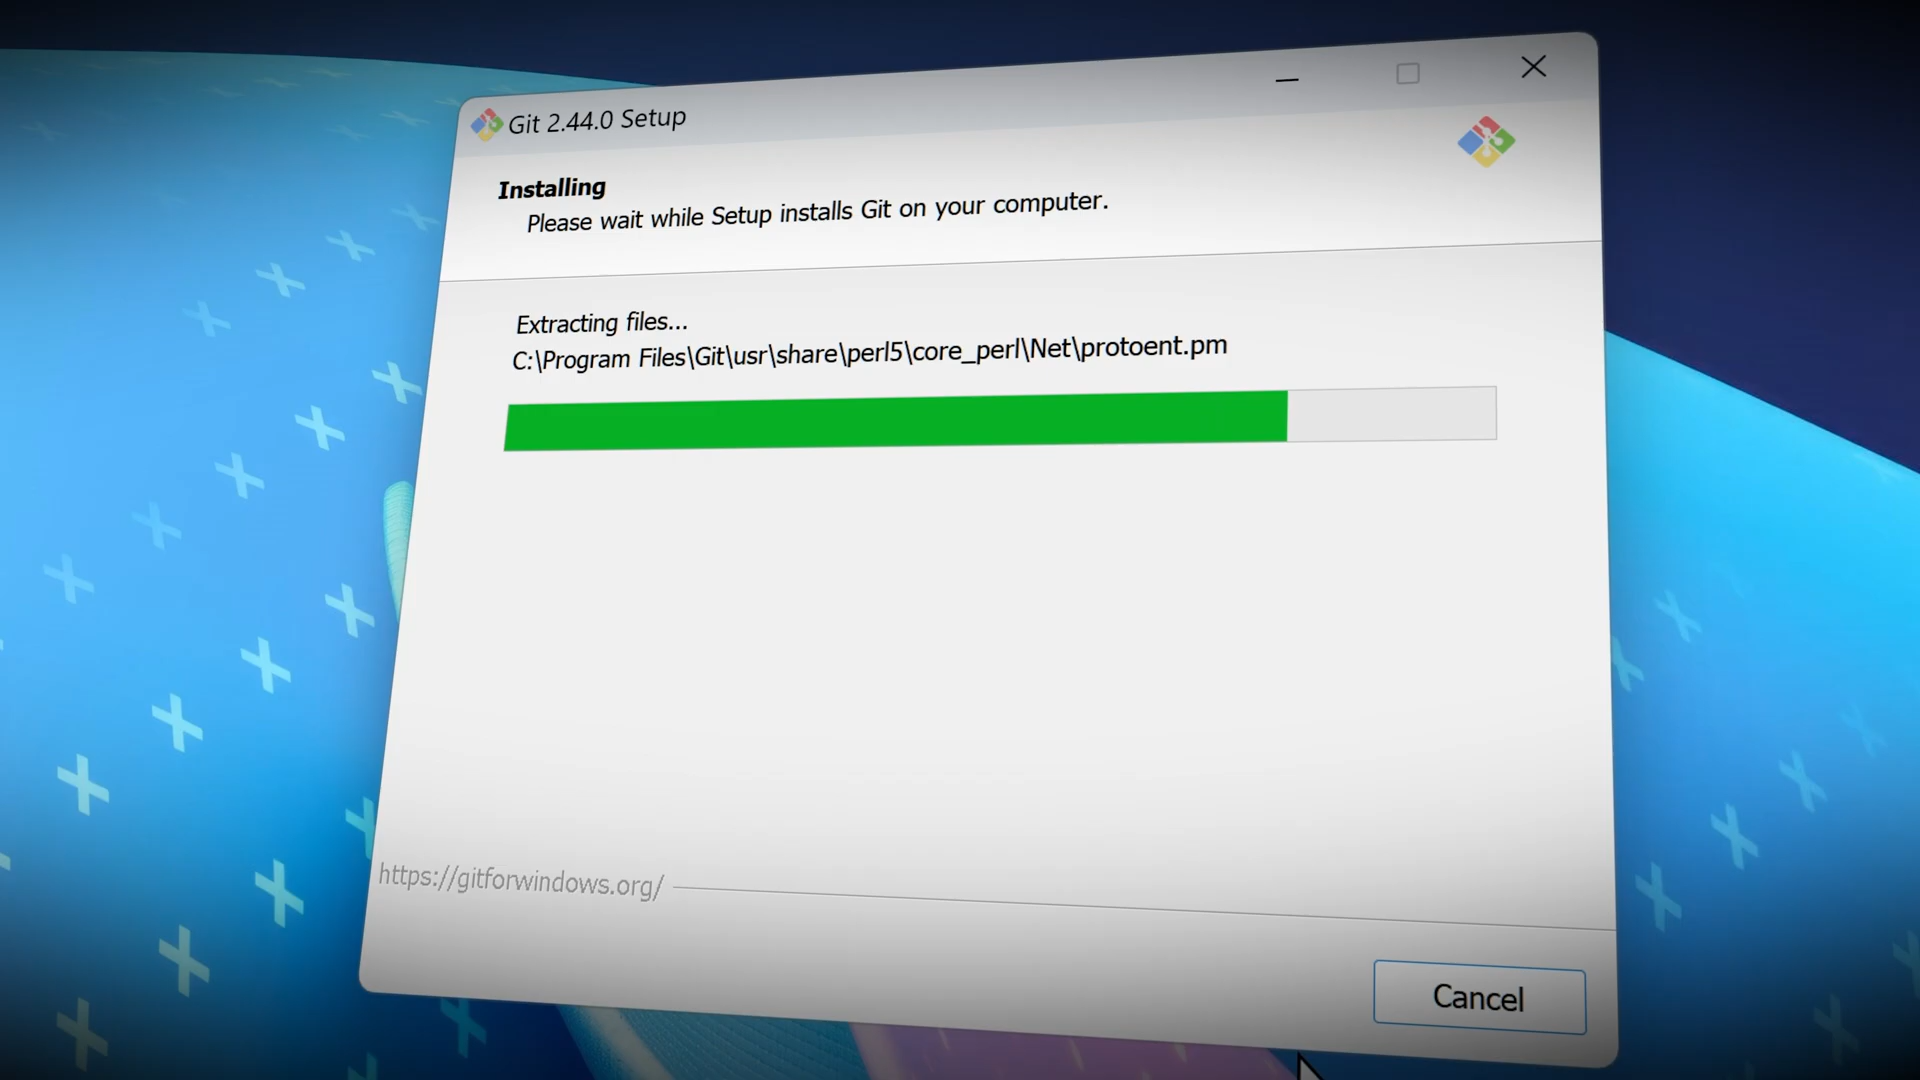 Git 2.44.0 Setup
Installing
Please wait while Setup installs Git on your computer.
Extracting files...
C:\Program Files\Git\usr\share\perl5\core_perl\Net\protoent.pm
https://gitforwindows.org/
Cancel